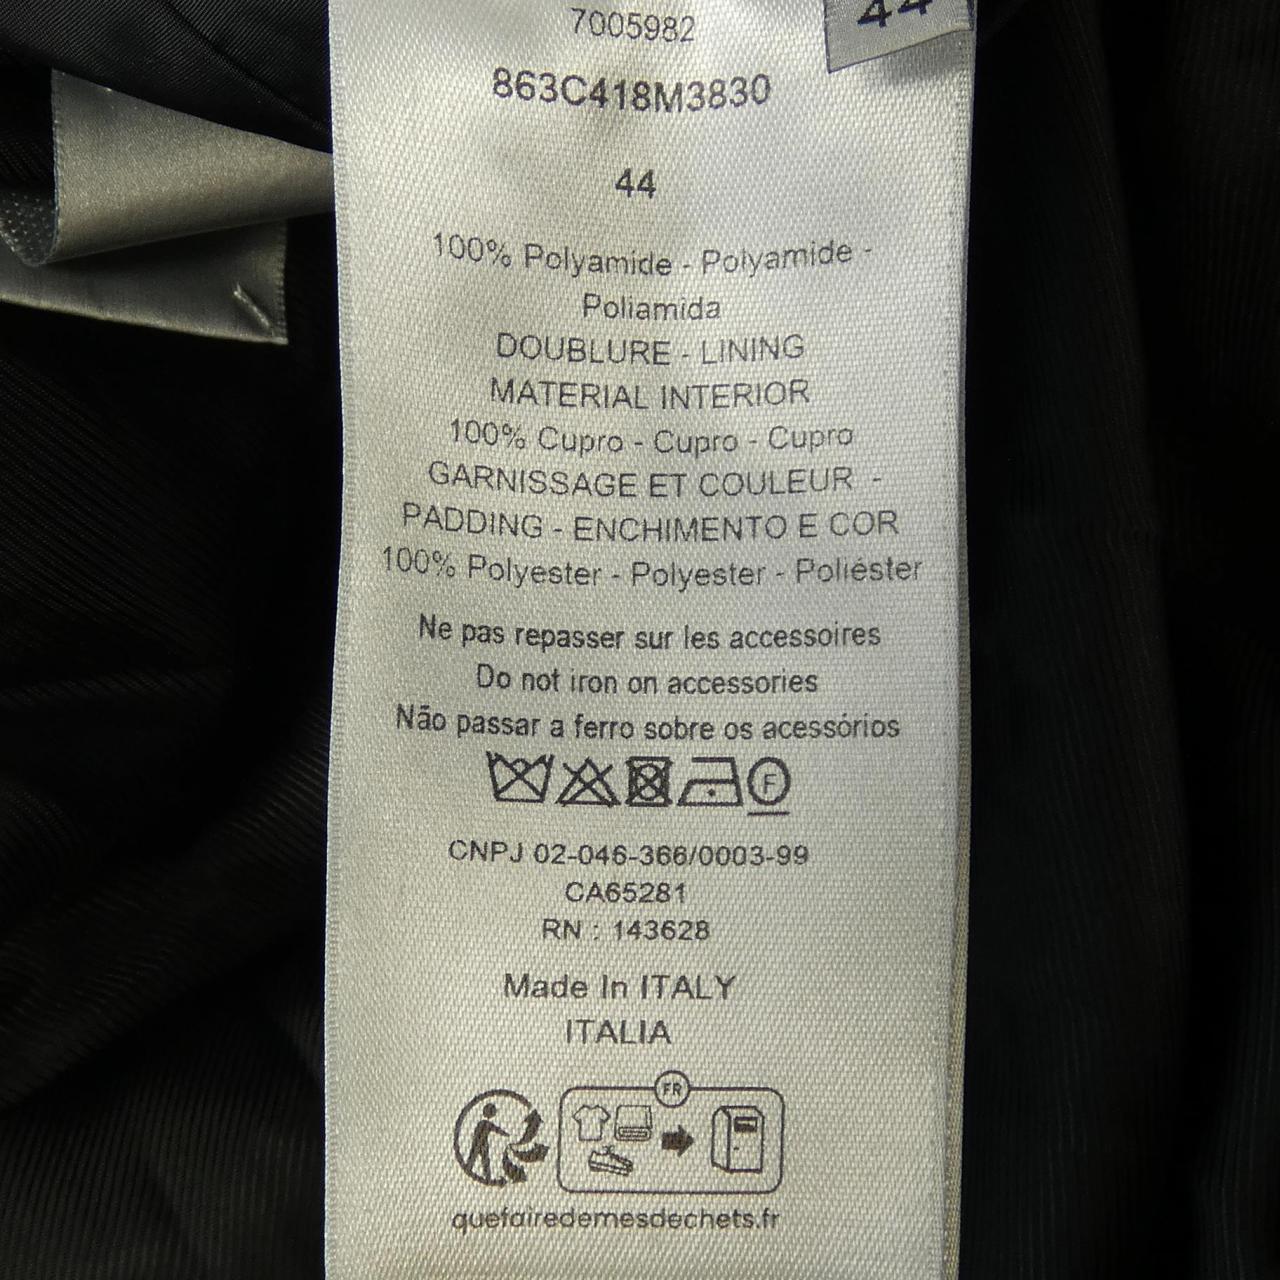 7005982
44
863C418M3830
44
100% Polyamide - Polyamide -
Poliamida
DOUBLURE - LINING
MATERIAL INTERIOR
100% Cupro - Cupro - Cupro
GARNISSAGE ET COULEUR -
PADDING - ENCHIMENTO E COR
100% Polyester - Polyester - Poliéster
Ne pas repasser sur les accessoires
Do not iron on accessories
Não passar a ferro sobre os acessórios
F
CNPJ 02-046-366/0003-99
CA65281
RN : 143628
Made In ITALY
ITALIA
FR
quefairedemesdechets.fr